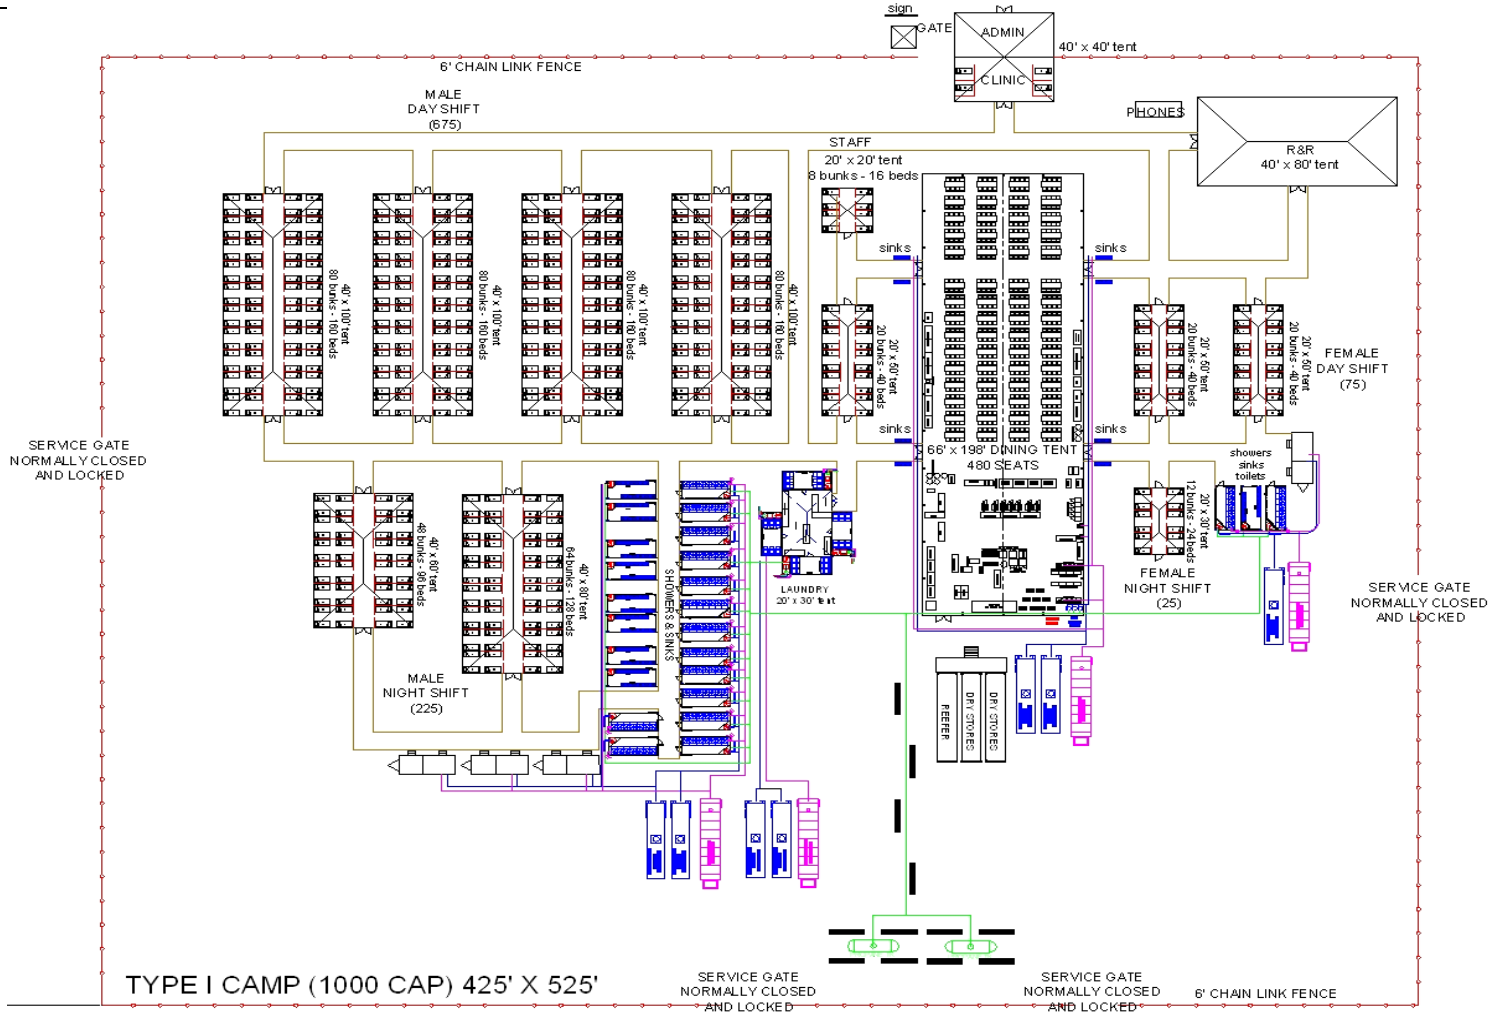 sign
GATE
ADMIN
40' x 40' tent
CLINIC
6' CHAIN LINK FENCE
MALE
DAY SHIFT
(675)
PHONES
R&R
40' x 80' tent
STAFF
20' x 20' tent
8 bunks - 16 beds
sinks
sinks
40' x 100' tent
80 bunks - 160 beds
40' x 100' tent
80 bunks - 160 beds
40' x 100' tent
80 bunks - 160 beds
40' x 100' tent
80 bunks - 160 beds
20' x 50' tent
20 bunks - 40 beds
20' x 50' tent
20 bunks - 40 beds
20' x 50' tent
20 bunks - 40 beds
FEMALE
DAY SHIFT
(75)
sinks
sinks
66' x 198' DINING TENT
480 SEATS
showers
sinks
toilets
SERVICE GATE
NORMALLY CLOSED
AND LOCKED
40' x 60' tent
48 bunks - 96 beds
40' x 80' tent
64 bunks - 128 beds
SHOWERS & SINKS
LAUNDRY
20' x 30' tent
20' x 30' tent
12 bunks - 24 beds
FEMALE
NIGHT SHIFT
(25)
SERVICE GATE
NORMALLY CLOSED
AND LOCKED
MALE
NIGHT SHIFT
(225)
REEFER
DRY STORES
DRY STORES
TYPE I CAMP (1000 CAP) 425' X 525'
SERVICE GATE
NORMALLY CLOSED
AND LOCKED
SERVICE GATE
NORMALLY CLOSED
AND LOCKED
6' CHAIN LINK FENCE